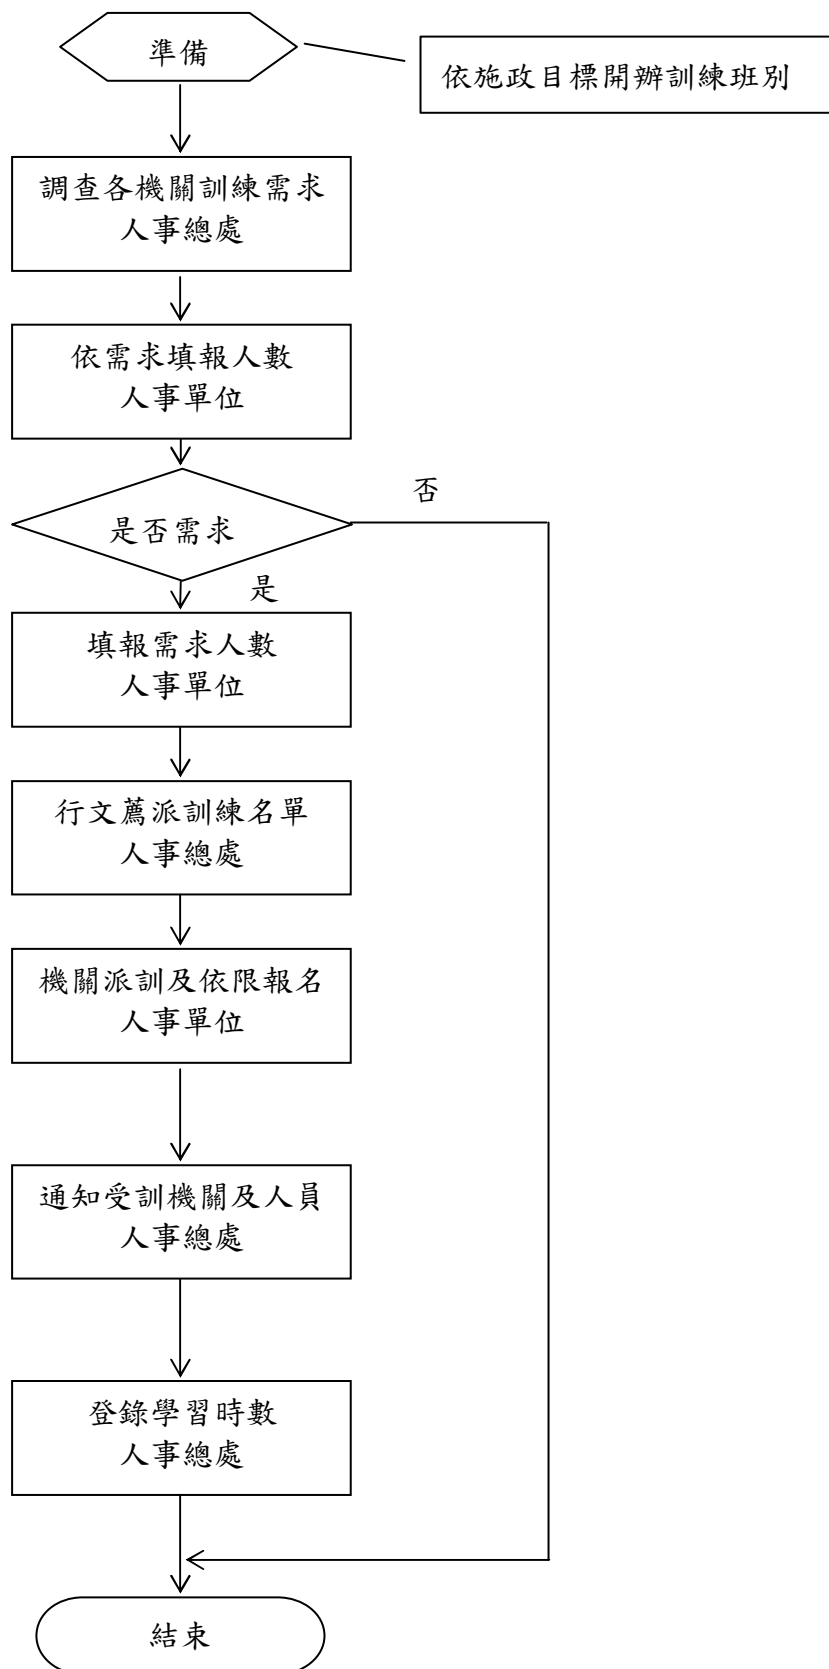 準備
依施政目標開辦訓練班別
調查各機關訓練需求
人事總處
依需求填報人數
人事單位
是否需求
否
是
填報需求人數
人事單位
行文薦派訓練名單
人事總處
機關派訓及依限報名
人事單位
通知受訓機關及人員
人事總處
登錄學習時數
人事總處
結束